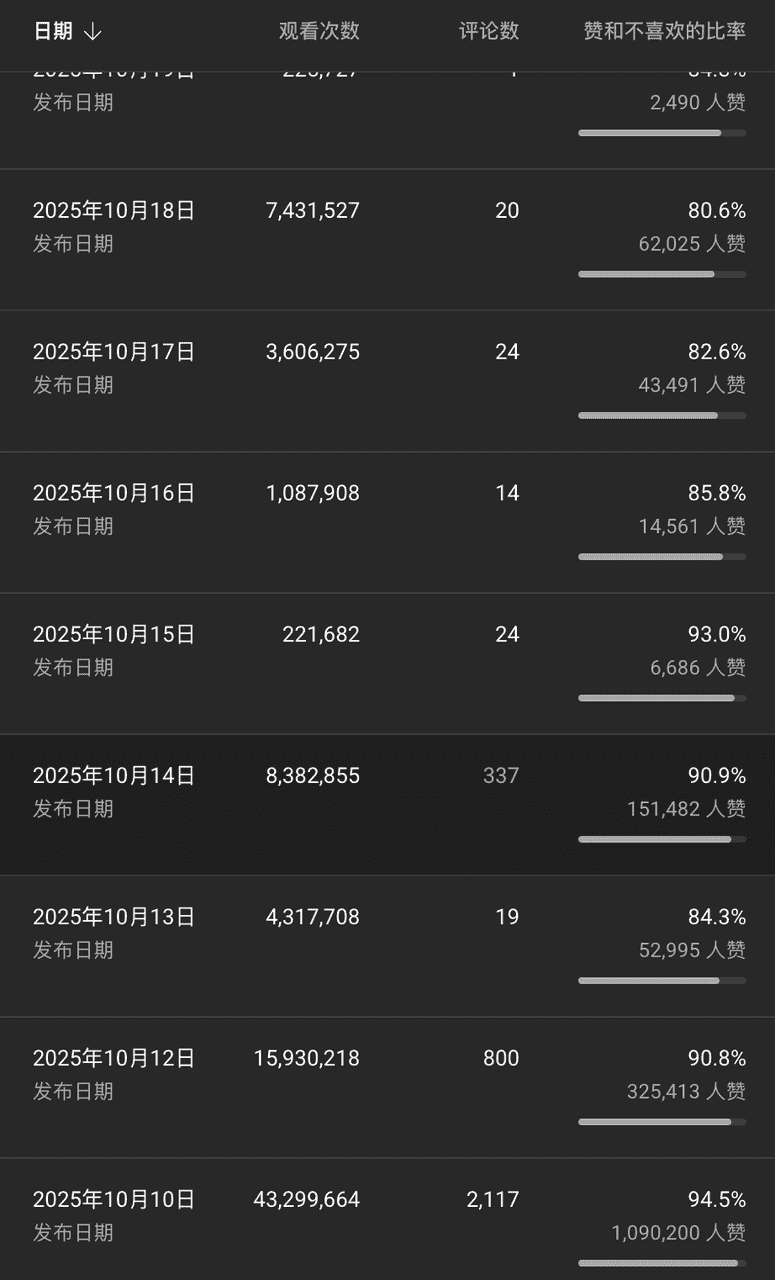 日期 ↓ 观看次数 评论数 赞和不喜欢的比率
发布日期 2,490 人赞
2025年10月18日 7,431,527 20 80.6%
发布日期 62,025 人赞
2025年10月17日 3,606,275 24 82.6%
发布日期 43,491 人赞
2025年10月16日 1,087,908 14 85.8%
发布日期 14,561 人赞
2025年10月15日 221,682 24 93.0%
发布日期 6,686 人赞
2025年10月14日 8,382,855 337 90.9%
发布日期 151,482 人赞
2025年10月13日 4,317,708 19 84.3%
发布日期 52,995 人赞
2025年10月12日 15,930,218 800 90.8%
发布日期 325,413 人赞
2025年10月10日 43,299,664 2,117 94.5%
发布日期 1,090,200 人赞